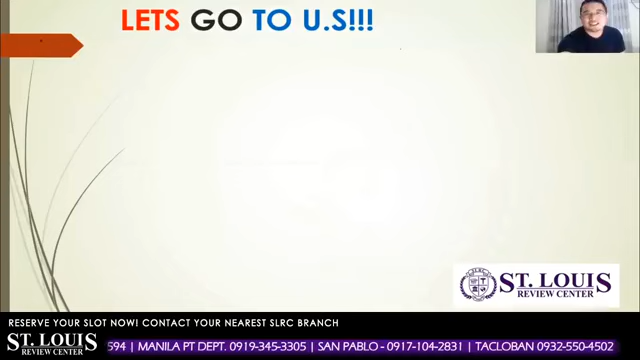 LETS GO TO U.S!!!
ST. LOUIS
REVIEW CENTER
RESERVE YOUR SLOT NOW! CONTACT YOUR NEAREST SLRC BRANCH
ST. LOUIS
REVIEW CENTER
594 | MANILA PT DEPT. 0919-345-3305 | SAN PABLO - 0917-104-2831 | TACLOBAN 0932-550-4502